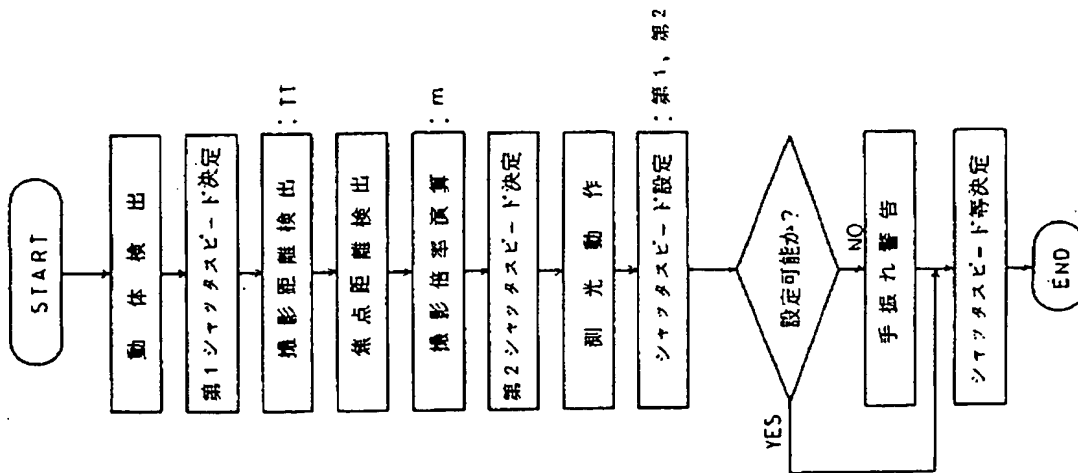 START
動体検出
第1シャッタスピード決定
撮影距離検出
:TT
焦点距離検出
撮影倍率演算
:m
第2シャッタスピード決定
測光動作
シャッタスピード設定
:第1、第2
設定可能か?
YES
NO
手振れ警告
シャッタスピード等決定
END